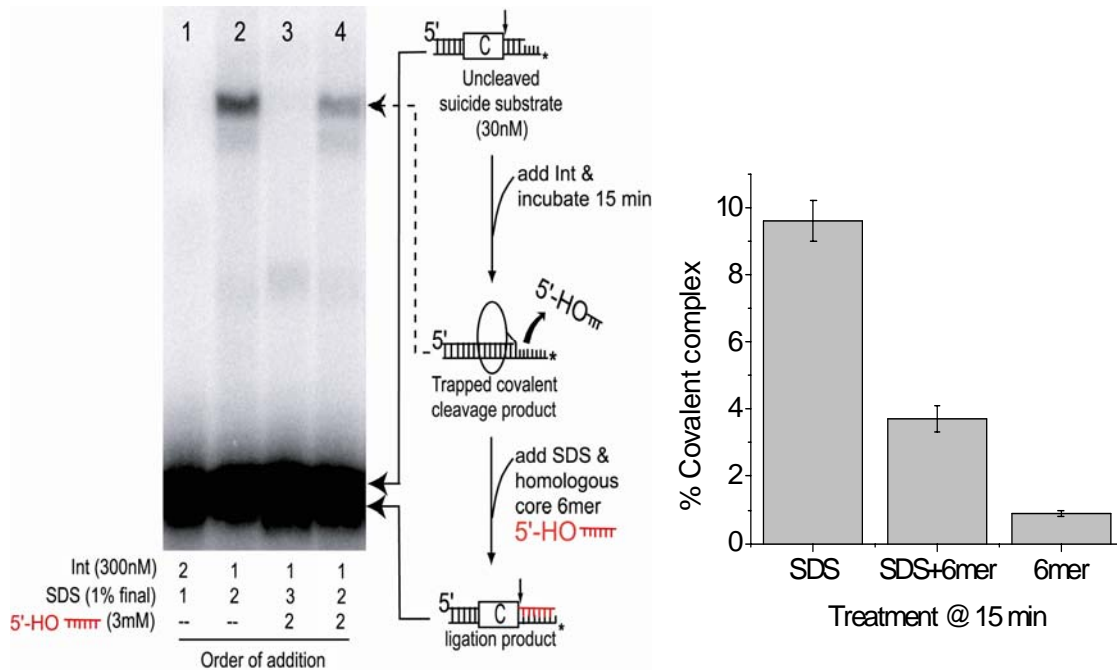 1 2 3 4
5'
C
*
Uncleaved
suicide substrate
(30nM)
add Int &
incubate 15 min
5'-HO
5'
*
Trapped covalent
cleavage product
add SDS &
homologous
core 6mer
5'-HO
5'
C
*
ligation product
Int (300nM) 2 1 1 1
SDS (1% final) 1 2 3 2
5'-HO (3mM) -- -- 2 2
Order of addition
% Covalent complex
10
8
6
4
2
0
SDS SDS+6mer 6mer
Treatment @ 15 min